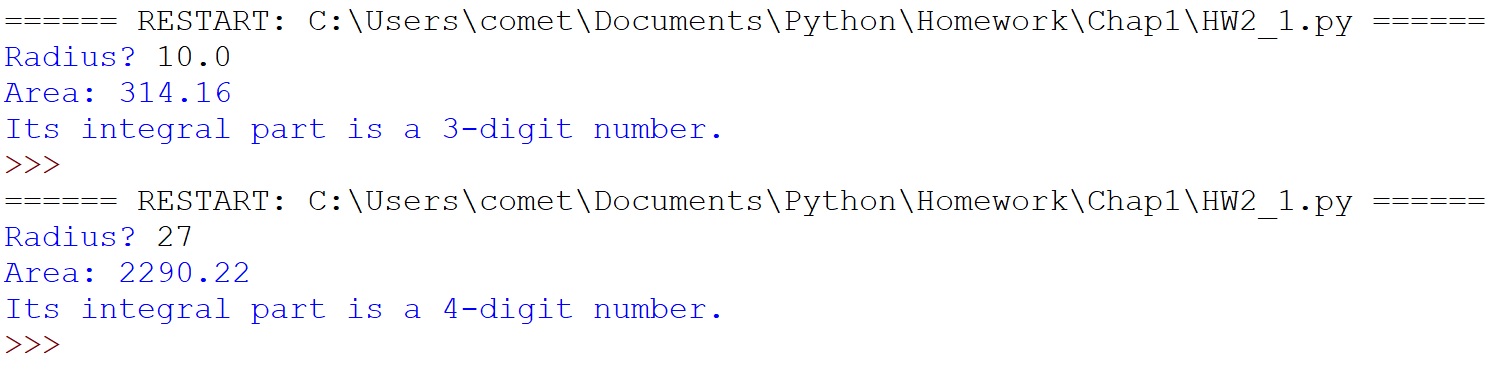 ====== RESTART: C:\Users\comet\Documents\Python\Homework\Chap1\HW2_1.py ======
Radius? 10.0
Area: 314.16
Its integral part is a 3-digit number.
>>>
====== RESTART: C:\Users\comet\Documents\Python\Homework\Chap1\HW2_1.py ======
Radius? 27
Area: 2290.22
Its integral part is a 4-digit number.
>>>